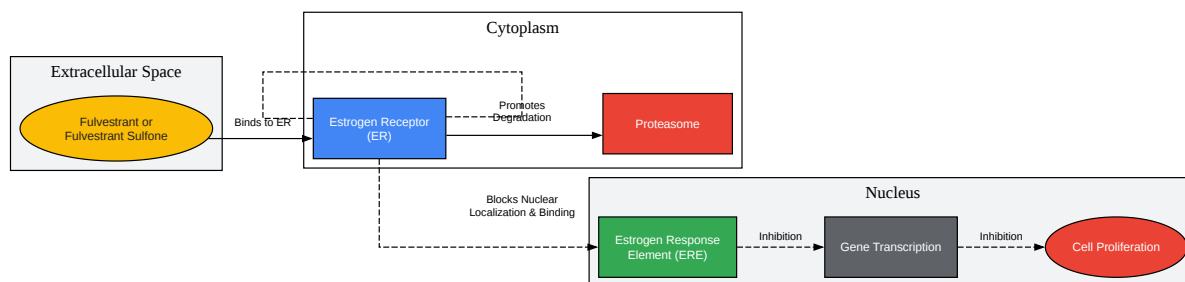 Cytoplasm
Extracellular Space
Fulvestrant or
Fulvestrant Sulfone
Binds to ER
Estrogen Receptor
(ER)
Promotes
Degradation
Proteasome
Nucleus
Blocks Nuclear
Localization & Binding
Estrogen Response
Element (ERE)
Inhibition
Gene Transcription
Inhibition
Cell Proliferation